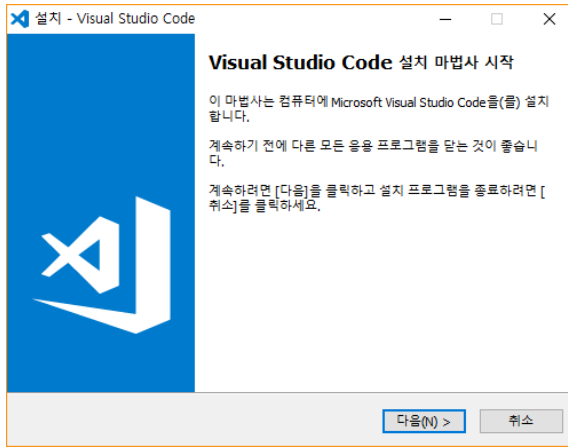 설치 - Visual Studio Code
Visual Studio Code 설치 마법사 시작
이 마법사는 컴퓨터에 Microsoft Visual Studio Code을(를) 설치
합니다.
계속하기 전에 다른 모든 응용 프로그램을 닫는 것이 좋습니
다.
계속하려면 [다음]을 클릭하고 설치 프로그램을 종료하려면 [
취소]를 클릭하세요.
다음(N) >
취소